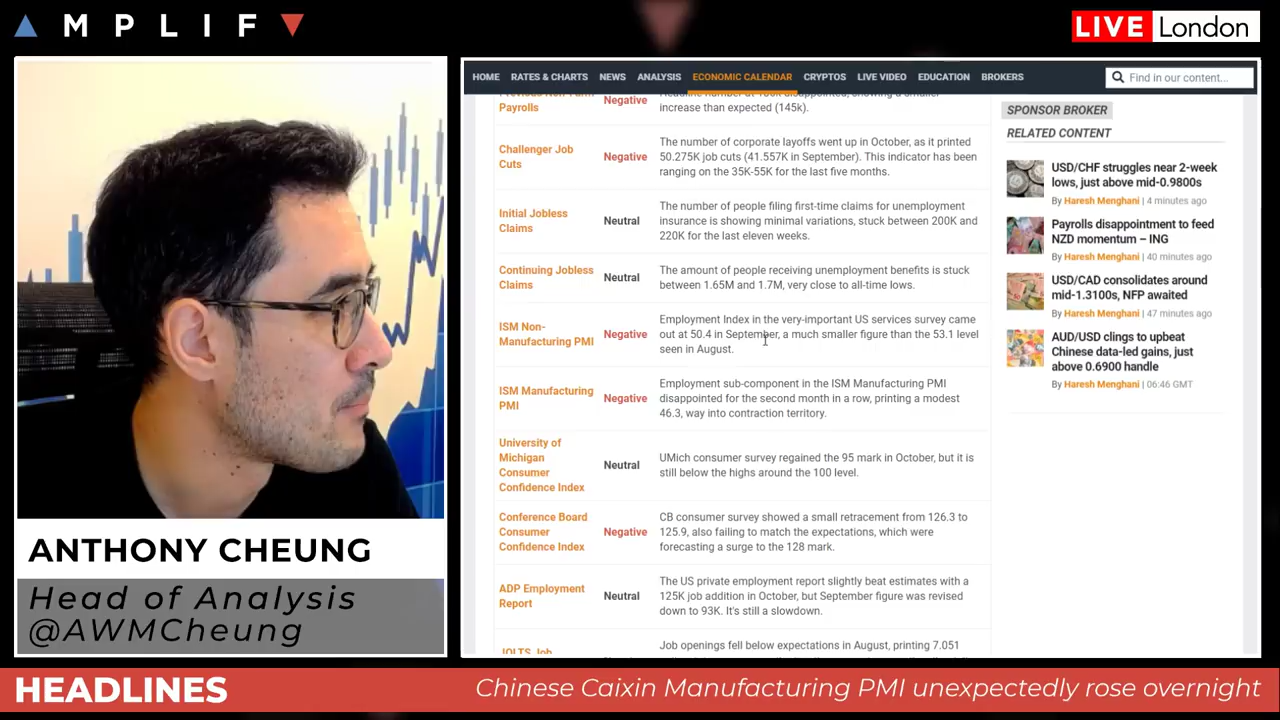 AMPLIFY
LIVE London
HOME RATES & CHARTS NEWS ANALYSIS ECONOMIC CALENDAR CRYPTOS LIVE VIDEO EDUCATION BROKERS
Find in our content...
Payrolls
Negative
increase than expected (145k).
Challenger Job
Cuts
Negative
The number of corporate layoffs went up in October, as it printed
50.275K job cuts (41.557K in September). This indicator has been
ranging on the 35K-55K for the last five months.
Initial Jobless
Claims
Neutral
The number of people filing first-time claims for unemployment
insurance is showing minimal variations, stuck between 200K and
220K for the last eleven weeks.
Continuing Jobless
Claims
Neutral
The amount of people receiving unemployment benefits is stuck
between 1.65M and 1.7M, very close to all-time lows.
ISM Non-
Manufacturing PMI
Negative
Employment Index in the very-important US services survey came
out at 50.4 in September, a much smaller figure than the 53.1 level
seen in August.
ISM Manufacturing
PMI
Negative
Employment sub-component in the ISM Manufacturing PMI
disappointed for the second month in a row, printing a modest
46.3, way into contraction territory.
University of
Michigan
Consumer
Confidence Index
Neutral
UMich consumer survey regained the 95 mark in October, but it is
still below the highs around the 100 level.
Conference Board
Consumer
Confidence Index
Negative
CB consumer survey showed a small retracement from 126.3 to
125.9, also failing to match the expectations, which were
forecasting a surge to the 128 mark.
ADP Employment
Report
Neutral
The US private employment report slightly beat estimates with a
125K job addition in October, but September figure was revised
down to 93K. It's still a slowdown.
JOLTS Job
Job openings fell below expectations in August, printing 7.051
SPONSOR BROKER
RELATED CONTENT
USD/CHF struggles near 2-week
lows, just above mid-0.9800s
By Haresh Menghani | 4 minutes ago
Payrolls disappointment to feed
NZD momentum – ING
By Haresh Menghani | 40 minutes ago
USD/CAD consolidates around
mid-1.3100s, NFP awaited
By Haresh Menghani | 47 minutes ago
AUD/USD clings to upbeat
Chinese data-led gains, just
above 0.6900 handle
By Haresh Menghani | 06:46 GMT
ANTHONY CHEUNG
Head of Analysis
@AWMCheung
HEADLINES
Chinese Caixin Manufacturing PMI unexpectedly rose overnight